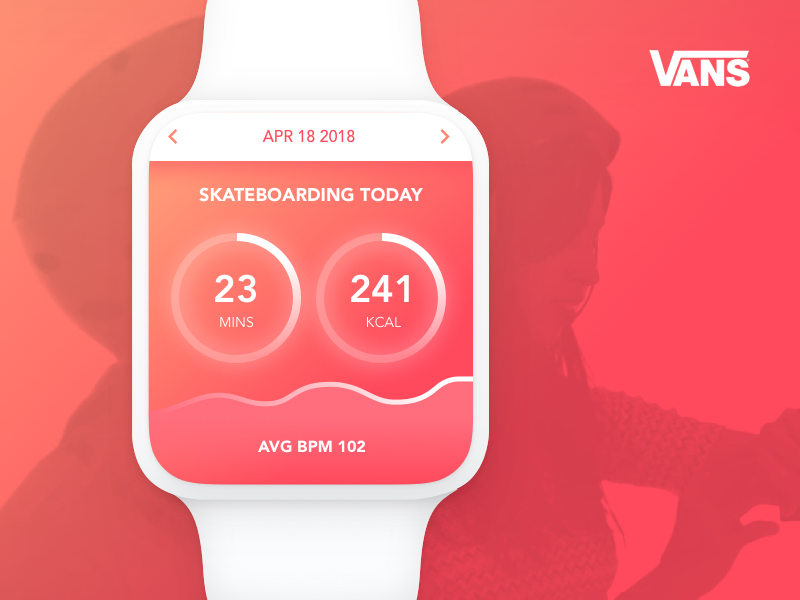 VANS
APR 18 2018
SKATEBOARDING TODAY
23
MINS
241
KCAL
AVG BPM 102